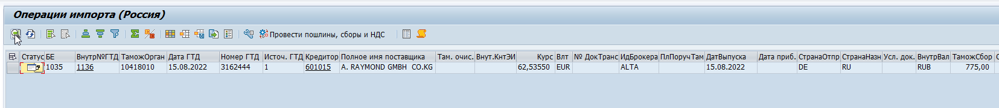 Операции импорта (Россия)
Провести пошлины, сборы и НДС
Статус БЕ Внутр№ГТД ТаможОрган Дата ГТД Номер ГТД Источ. ГТД Кредитор Полное имя поставщика Там. очис. Внут.КнтЭИ Курс Влт № ДокТранс ИдБрокера ПлПоручТам ДатВыпуска Дата приб. СтранаОтпр СтранаНазн Усл. док. ВнутрВал ТаможСбор
1035 1136 10418010 15.08.2022 3162444 1 601015 A. RAYMOND GMBH CO.KG 62,53550 EUR ALTA 15.08.2022 DE RU RUB 775,00